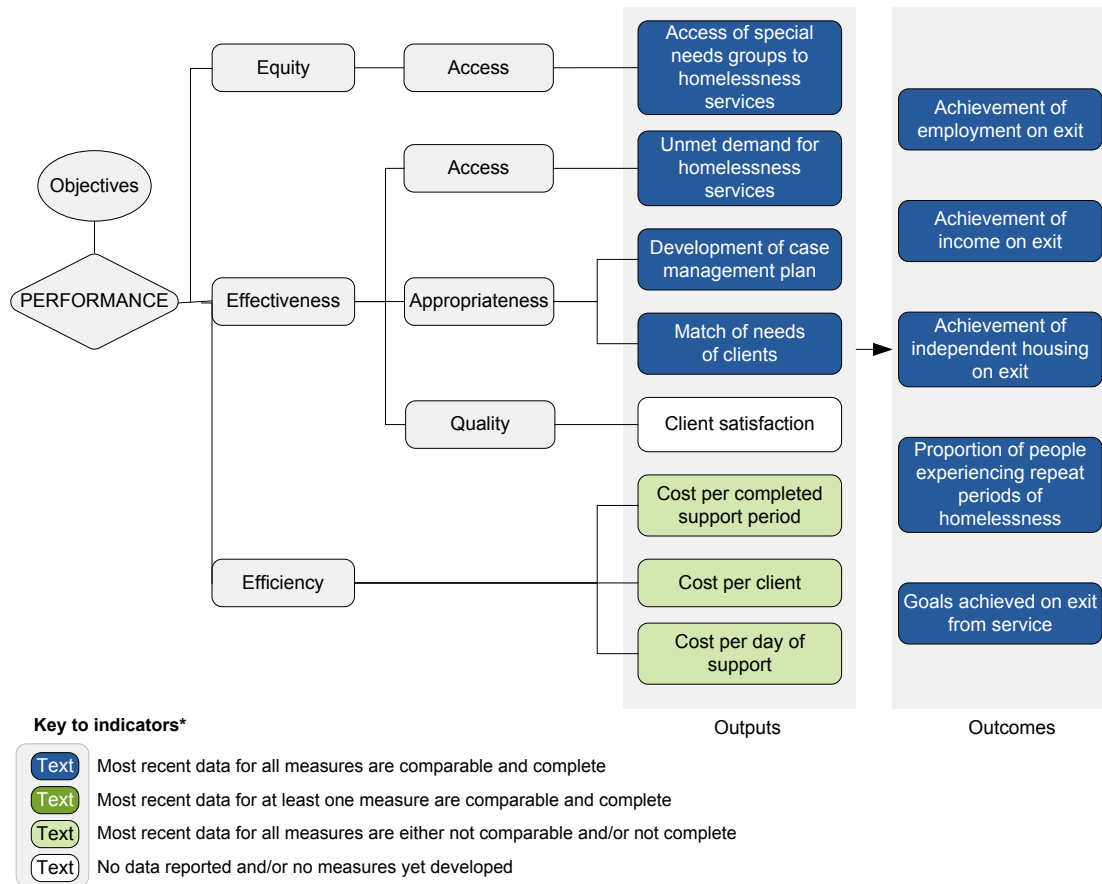 Objectives
PERFORMANCE
Equity
Access
Access of special
needs groups to
homelessness
services
Effectiveness
Access
Unmet demand for
homelessness
services
Appropriateness
Development of case
management plan
Match of needs
of clients
Quality
Client satisfaction
Efficiency
Cost per completed
support period
Cost per client
Cost per day of
support
Outputs
Achievement of
employment on exit
Achievement of
income on exit
Achievement of
independent housing
on exit
Proportion of people
experiencing repeat
periods of
homelessness
Goals achieved on exit
from service
Outcomes
Key to indicators*
Text Most recent data for all measures are comparable and complete
Text Most recent data for at least one measure are comparable and complete
Text Most recent data for all measures are either not comparable and/or not complete
Text No data reported and/or no measures yet developed